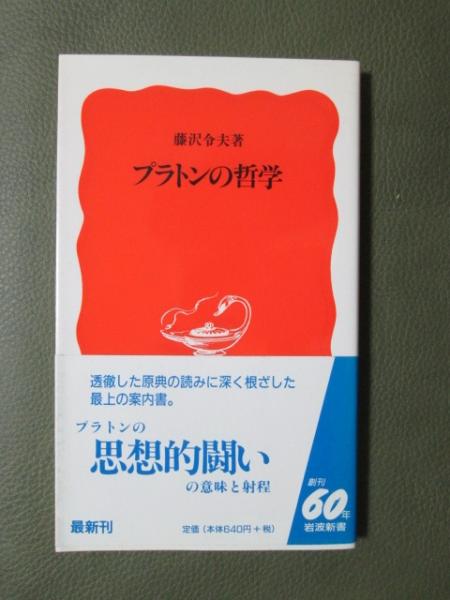 藤沢令夫著
プラトンの哲学
透徹した原典の読みに深く根ざした
最上の案内書。
プラトンの
思想的闘い
の意味と射程
創刊
60年
岩波新書
最新刊
定価(本体640円+税)